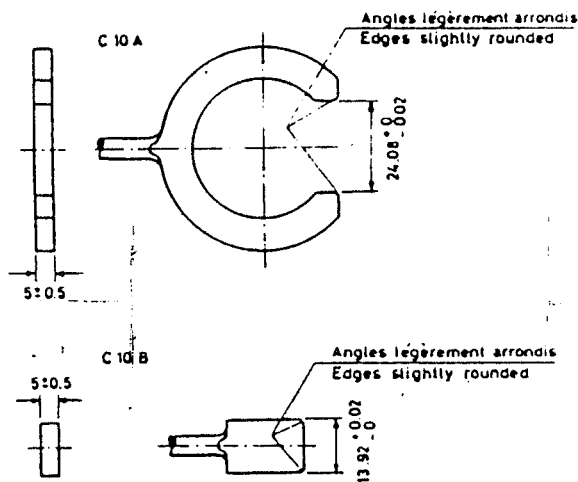 C 10 A
Angles légèrement arrondis
Edges slightly rounded
24.08 +0 -0.02
5±0.5
C 10 B
Angles légèrement arrondis
Edges slightly rounded
5±0.5
13.92 +0.02 -0